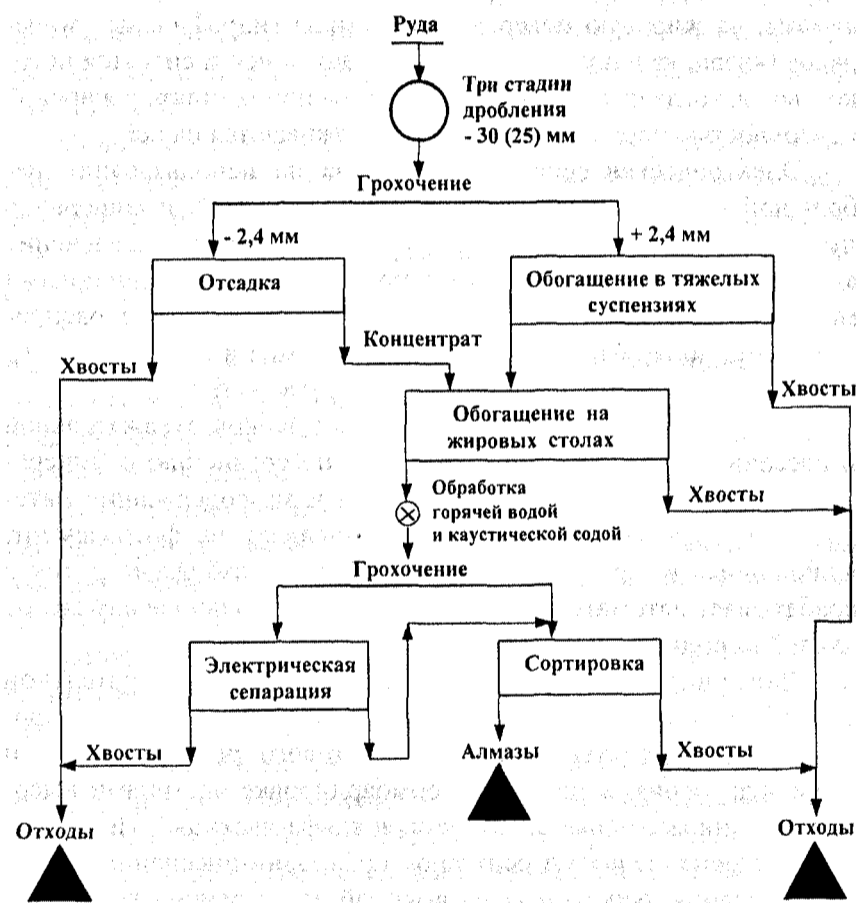 Руда
Три стадии
дробления
- 30 (25) мм
Грохочение
- 2,4 мм
+ 2,4 мм
Отсадка
Обогащение в тяжелых
суспензиях
Концентрат
Хвосты
Хвосты
Обогащение на
жировых столах
Обработка
горячей водой
и каустической содой
Хвосты
Грохочение
Электрическая
сепарация
Сортировка
Хвосты
Алмазы
Хвосты
Отходы
Отходы